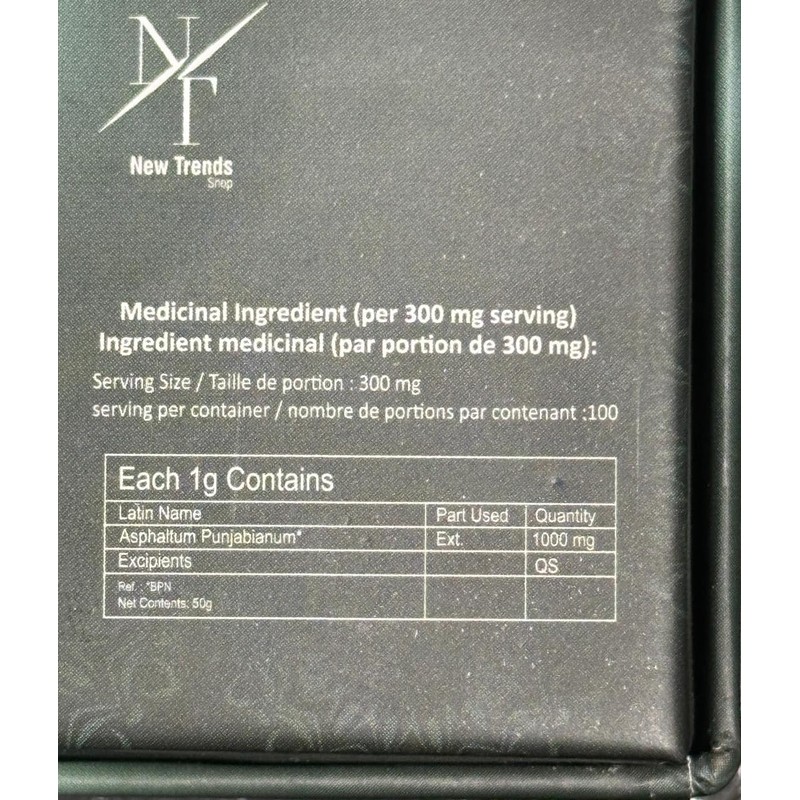 NT
New Trends
Shop
Medicinal Ingredient (per 300 mg serving)
Ingredient medicinal (par portion de 300 mg):
Serving Size / Taille de portion : 300 mg
serving per container / nombre de portions par contenant :100
Each 1g Contains
Latin Name Part Used Quantity
Asphaltum Punjabianum* Ext. 1000 mg
Excipients QS
Ref. : *BPN
Net Contents: 50g